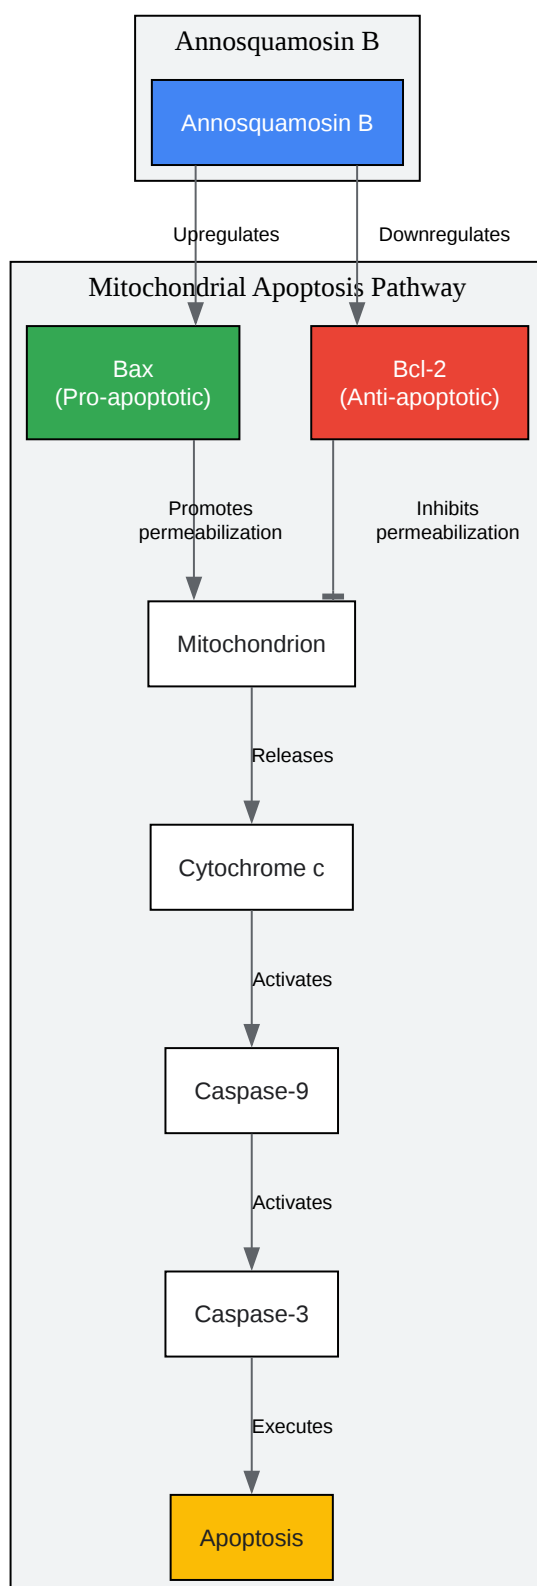 Annosquamosin B
Annosquamosin B
Upregulates
Downregulates
Mitochondrial Apoptosis Pathway
Bax
(Pro-apoptotic)
Bcl-2
(Anti-apoptotic)
Promotes
permeabilization
Inhibits
permeabilization
Mitochondrion
Releases
Cytochrome c
Activates
Caspase-9
Activates
Caspase-3
Executes
Apoptosis